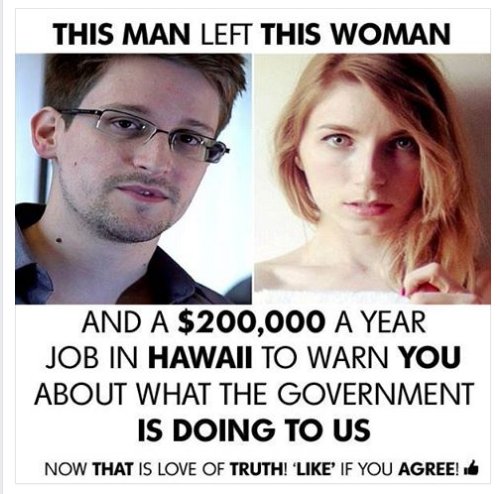 THIS MAN LEFT THIS WOMAN
AND A $200,000 A YEAR
JOB IN HAWAII TO WARN YOU
ABOUT WHAT THE GOVERNMENT
IS DOING TO US
NOW THAT IS LOVE OF TRUTH! 'LIKE' IF YOU AGREE!